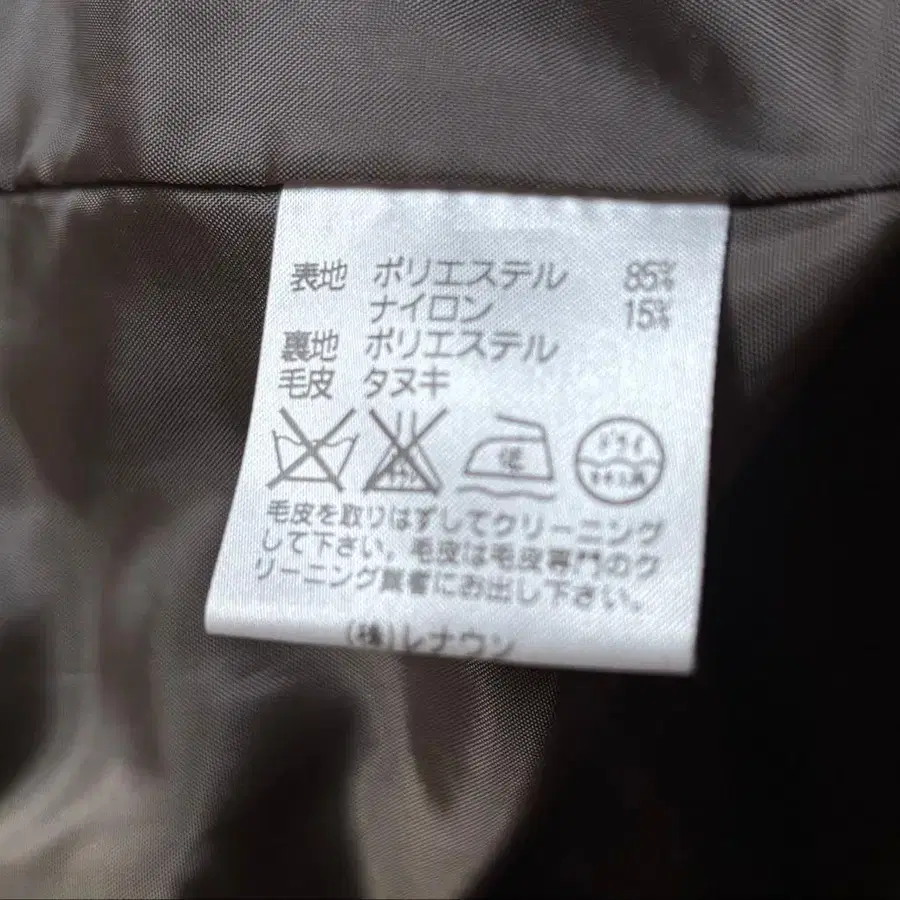 表地 ポリエステル 85%
ナイロン 15%
裏地 ポリエステル
毛皮 タヌキ
低
毛皮を取りはずしてクリーニング
して下さい。毛皮は毛皮専門のク
リーニング業者にお出し下さい。
(株)レナウン